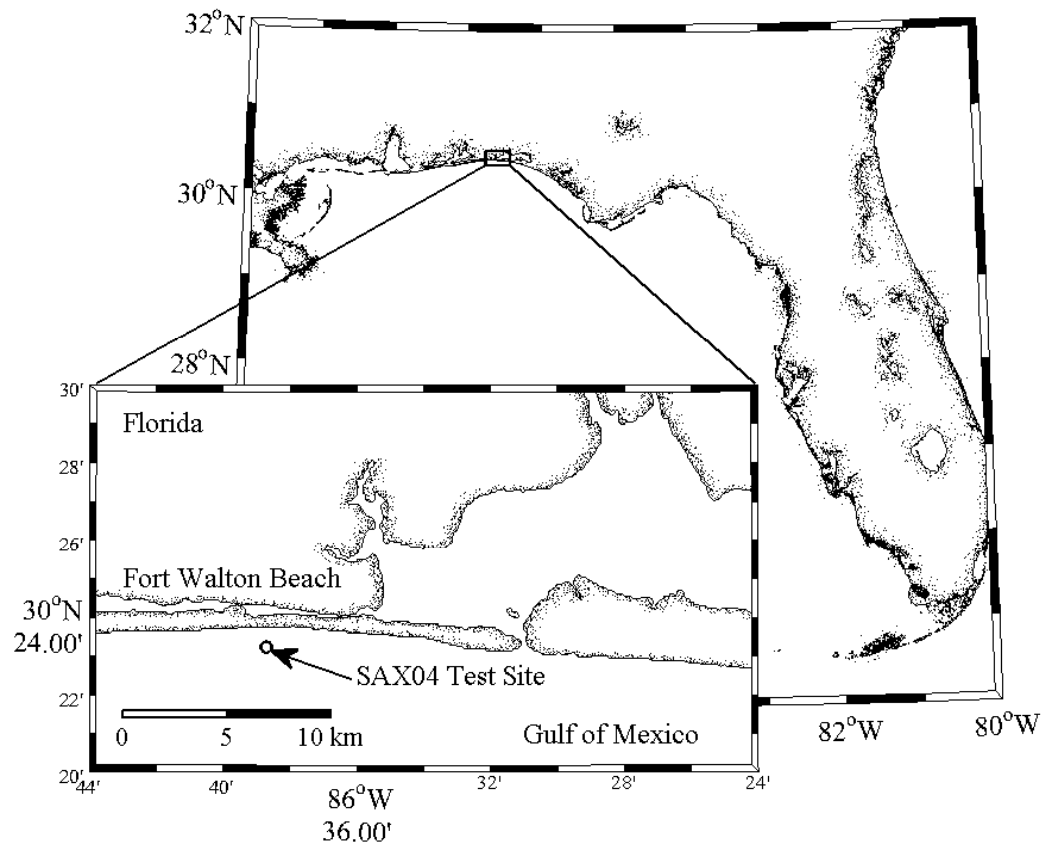 32°N
30°N
28°N
30'
Florida
28'
26'
Fort Walton Beach
30°N
24.00'
SAX04 Test Site
22'
0 5 10 km
Gulf of Mexico
20'
44'
86°W
36.00'
32'
28'
24'
82°W
80°W